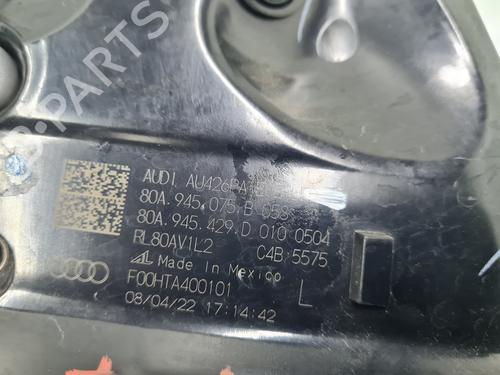 AUDI AU426BA
80A.945.075.B 058
80A.945.429.D 010 0504
RL80AV1L2 C4B 5575
Made in Mexico
F00HTA400101
L
08/04/22 17:14:42